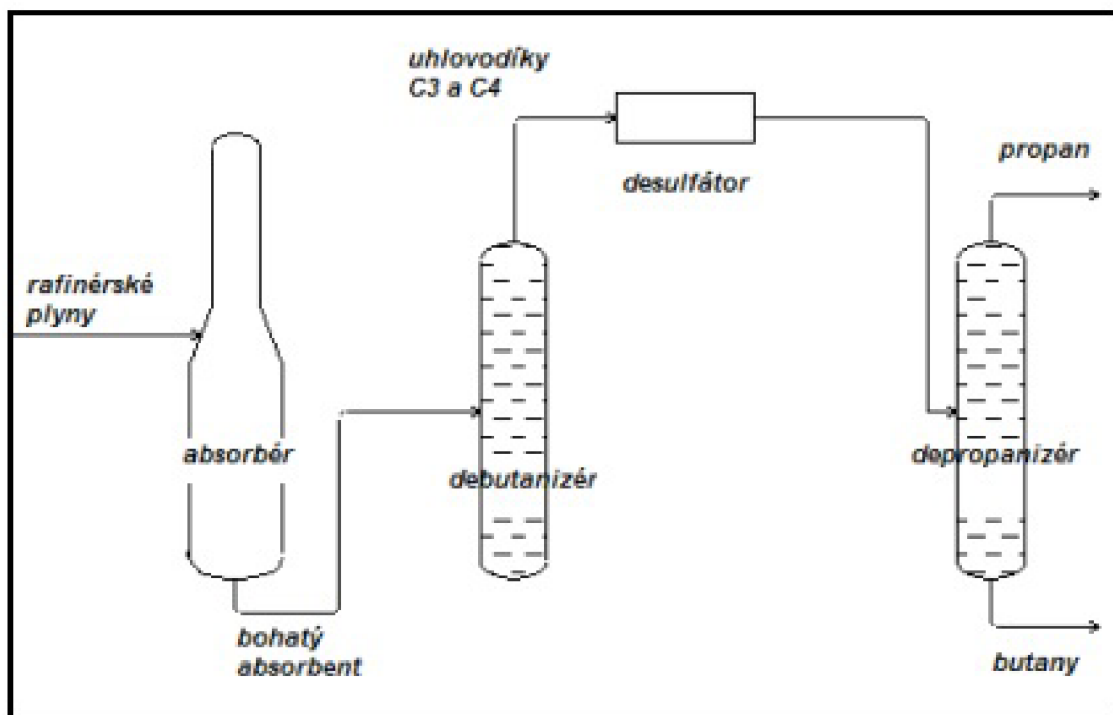 uhlovodíky
C3 a C4
desulfátor
propan
rafinérské
plyny
absorbér
debutanizér
depropanizér
bohatý
absorbent
butany